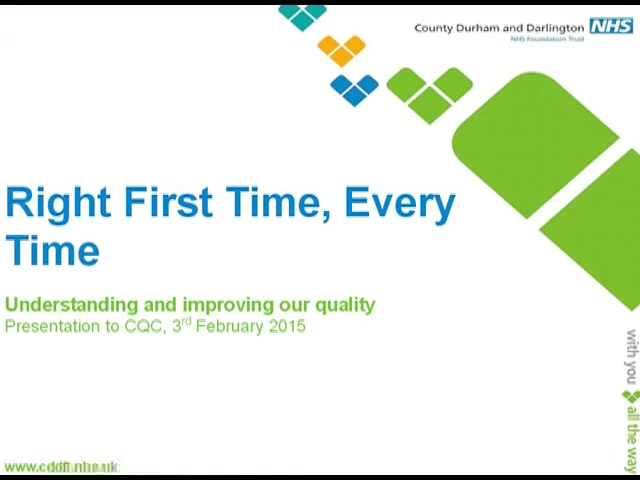 County Durham and Darlington NHS
NHS Foundation Trust
Right First Time, Every
Time
Understanding and improving our quality
Presentation to CQC, 3rd February 2015
with you all the way